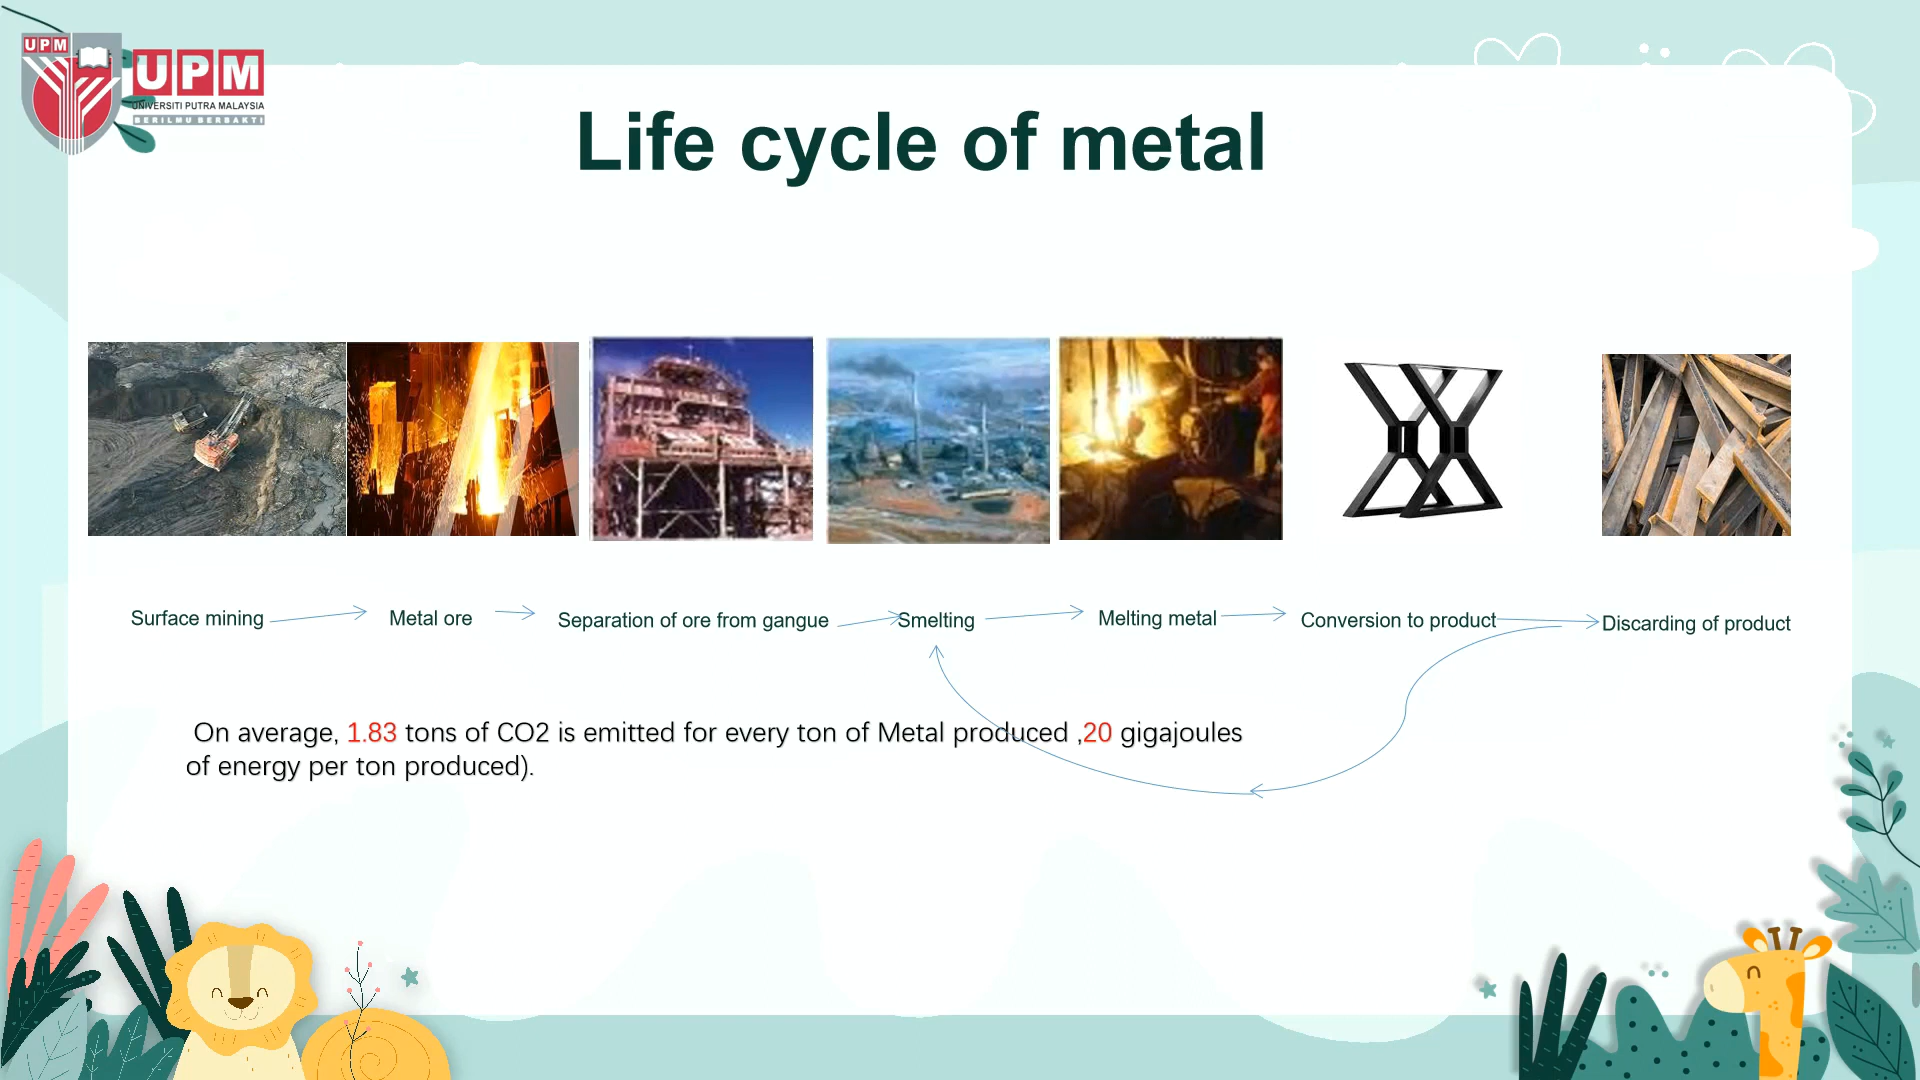 UPM
UPM
UNIVERSITI PUTRA MALAYSIA
BERILMU BERBAKTI
Life cycle of metal
Surface mining
Metal ore
Separation of ore from gangue
Smelting
Melting metal
Conversion to product
Discarding of product
On average, 1.83 tons of CO2 is emitted for every ton of Metal produced ,20 gigajoules
of energy per ton produced).